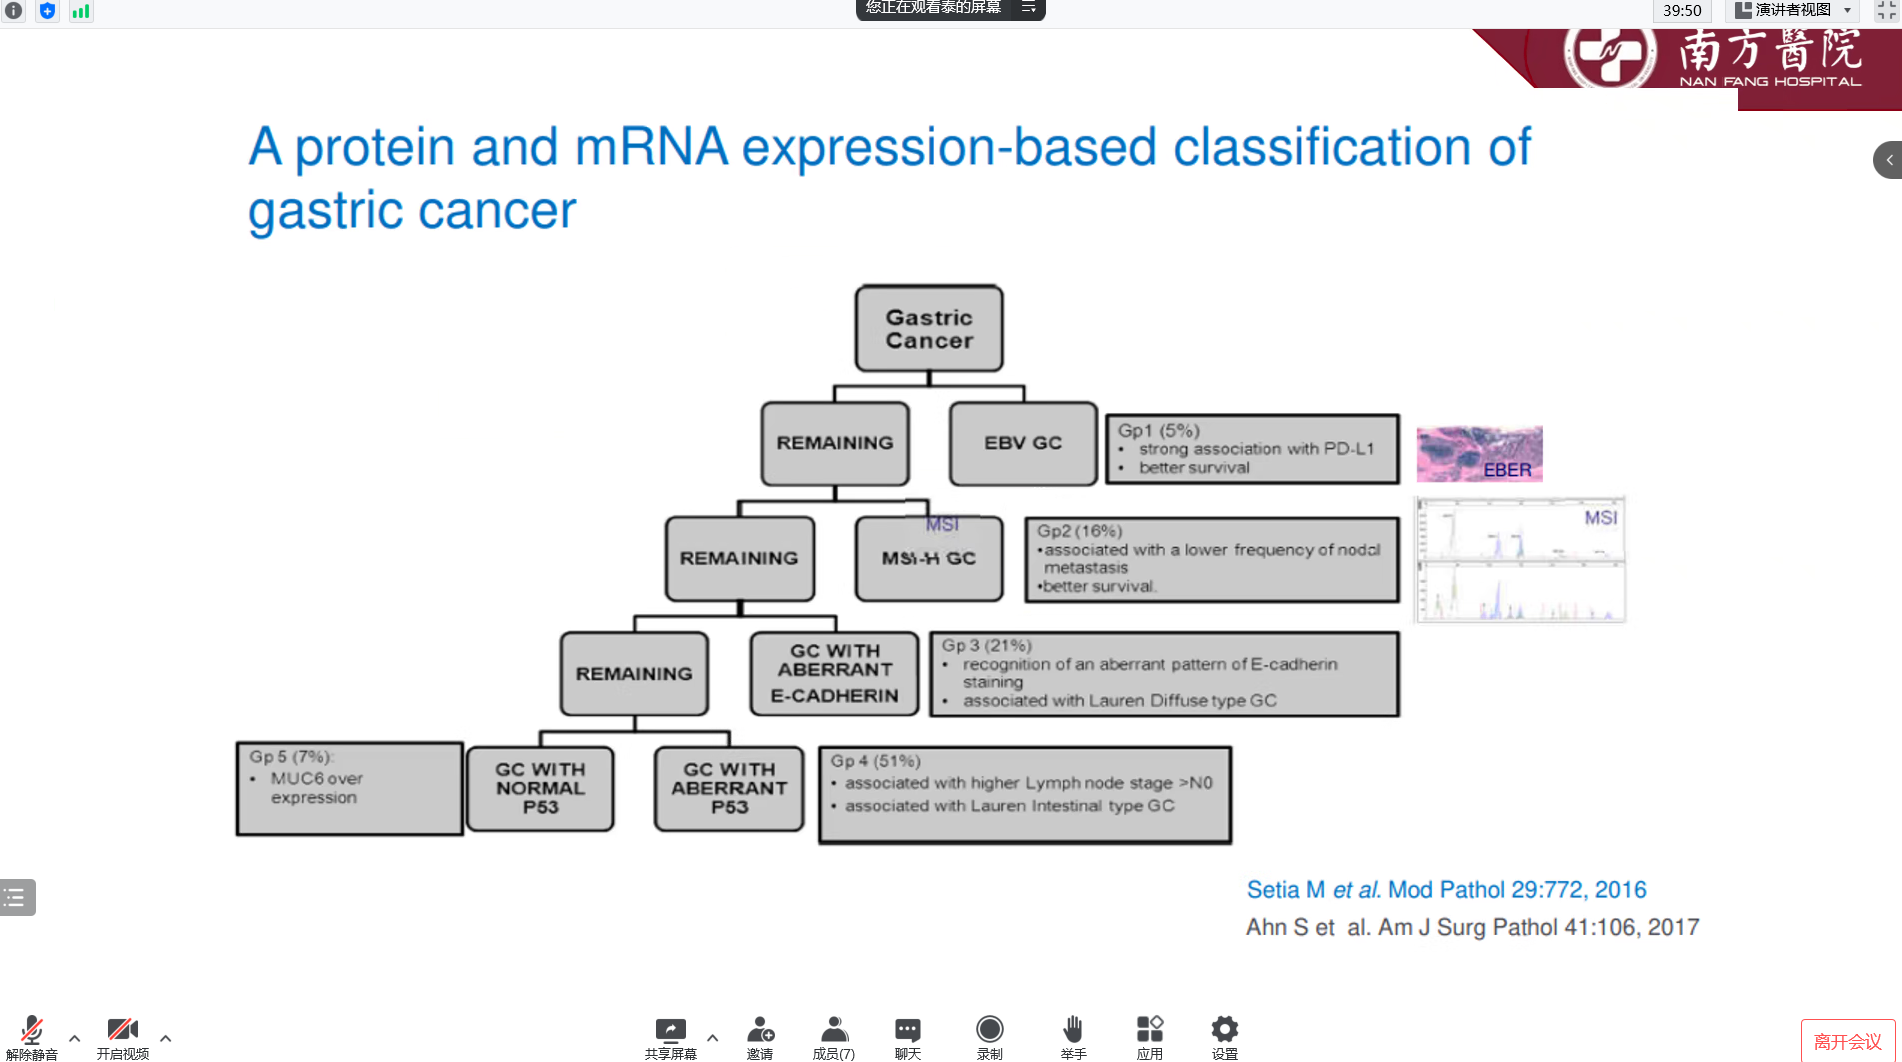 您正在观看泰的屏幕
39:50
演讲者视图
南方醫院
NAN FANG HOSPITAL
A protein and mRNA expression-based classification of
gastric cancer
Gastric
Cancer
REMAINING
EBV GC
Gp1 (5%)
• strong association with PD-L1
• better survival
EBER
REMAINING
MSI
MSI-H GC
Gp2 (16%)
•associated with a lower frequency of nodal
metastasis
•better survival.
MSI
REMAINING
GC WITH
ABERRANT
E-CADHERIN
Gp 3 (21%)
• recognition of an aberrant pattern of E-cadherin
staining
• associated with Lauren Diffuse type GC
Gp 5 (7%):
• MUC6 over
expression
GC WITH
NORMAL
P53
GC WITH
ABERRANT
P53
Gp 4 (51%)
• associated with higher Lymph node stage >N0
• associated with Lauren Intestinal type GC
Setia M et al. Mod Pathol 29:772, 2016
Ahn S et al. Am J Surg Pathol 41:106, 2017
解除静音
开启视频
共享屏幕
邀请
成员(7)
聊天
录制
举手
应用
设置
离开会议